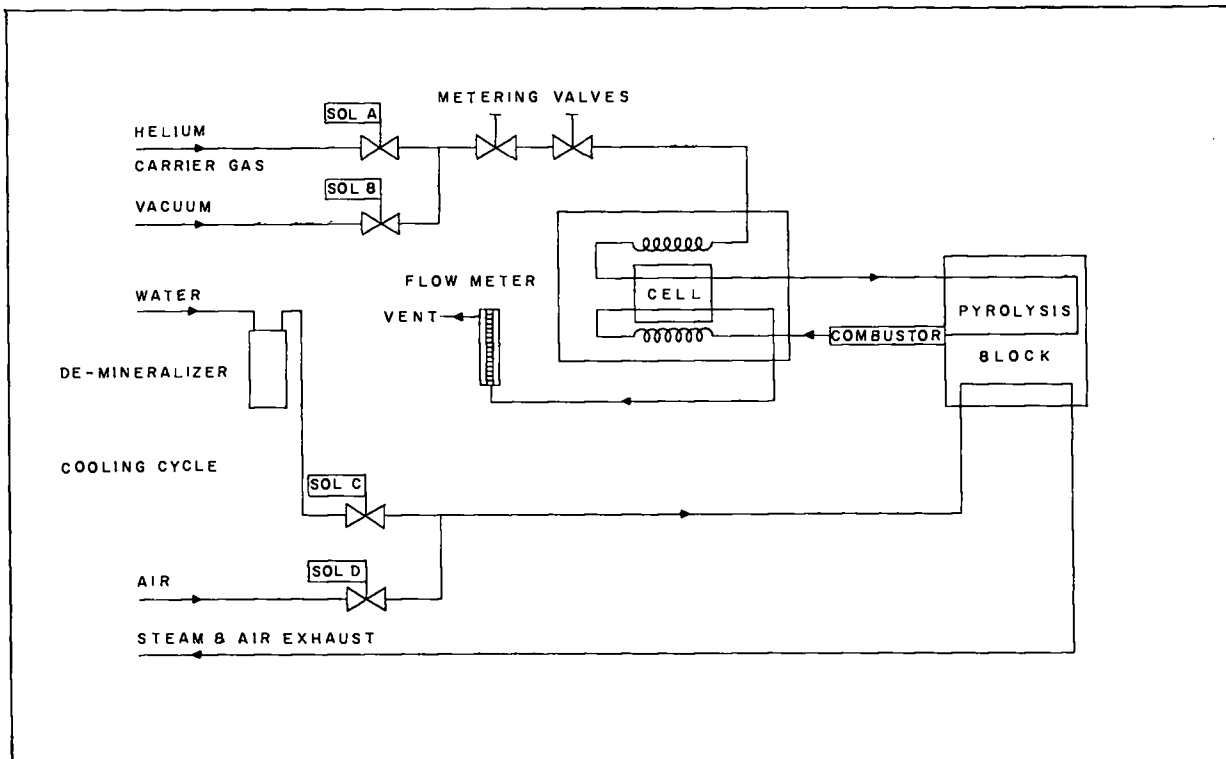 METERING VALVES
SOL A
HELIUM
CARRIER GAS
SOL B
VACUUM
FLOW METER
CELL
WATER
VENT
PYROLYSIS
COMBUSTOR
BLOCK
DE-MINERALIZER
COOLING CYCLE
SOL C
SOL D
AIR
STEAM & AIR EXHAUST